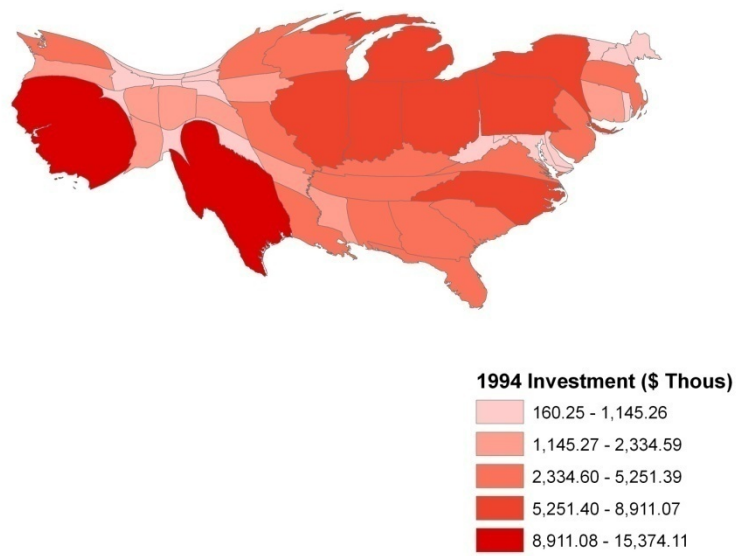 1994 Investment ($ Thous)
160.25 - 1,145.26
1,145.27 - 2,334.59
2,334.60 - 5,251.39
5,251.40 - 8,911.07
8,911.08 - 15,374.11